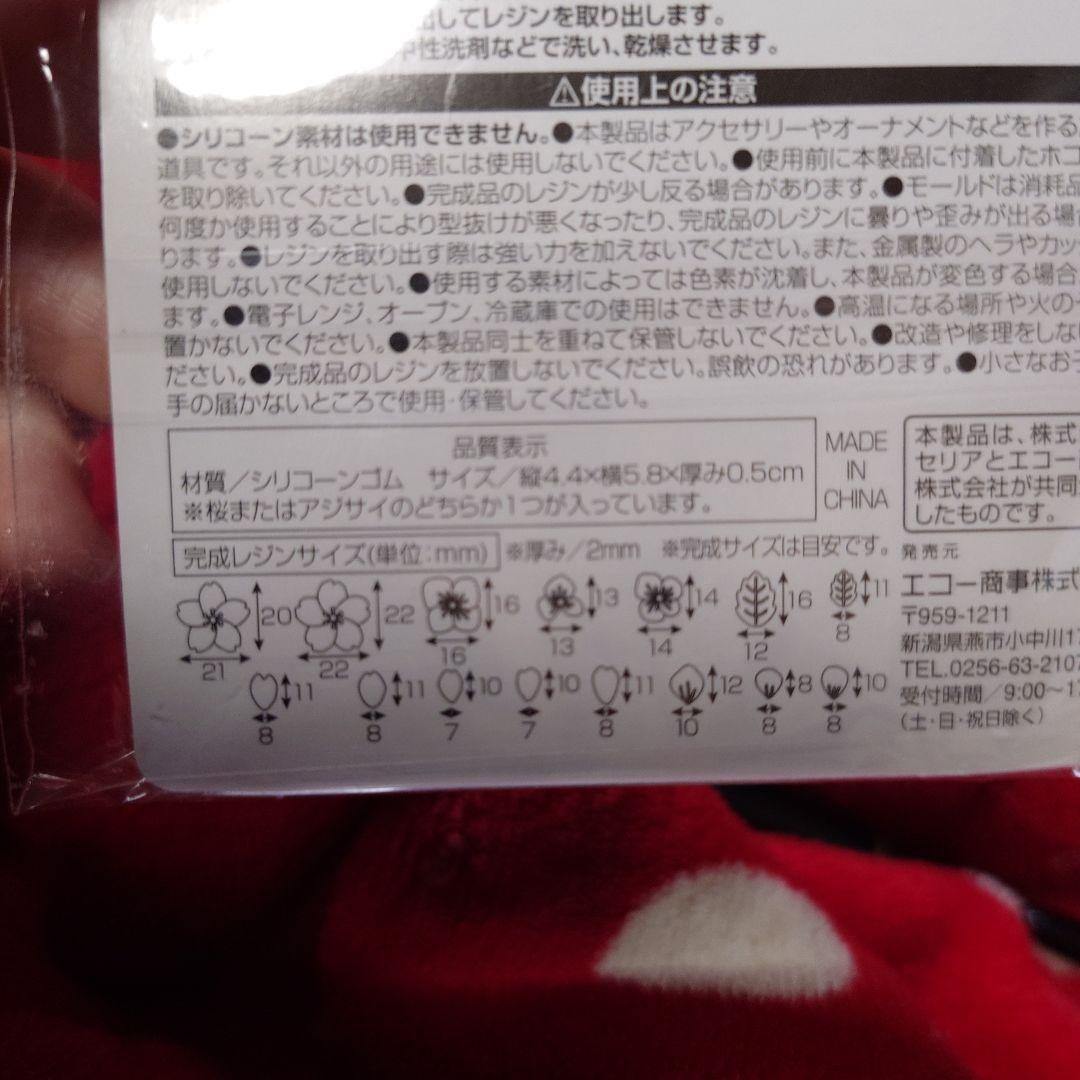 出してレジンを取り出します。
中性洗剤などで洗い、乾燥させます。
⚠使用上の注意
●シリコーン素材は使用できません。●本製品はアクセサリーやオーナメントなどを作る
道具です。それ以外の用途には使用しないでください。●使用前に本製品に付着したホコ
を取り除いてください。●完成品のレジンが少し反る場合があります。●モールドは消耗品
何度か使用することにより型抜けが悪くなったり、完成品のレジンに曇りや歪みが出る場合
ります。●レジンを取り出す際は強い力を加えないでください。また、金属製のヘラやカッ
使用しないでください。●使用する素材によっては色素が沈着し、本製品が変色する場合
ます。●電子レンジ、オーブン、冷蔵庫での使用はできません。●高温になる場所や火の
置かないでください。●本製品同士を重ねて保管しないでください。●改造や修理をしな
ださい。●完成品のレジンを放置しないでください。誤飲の恐れがあります。●小さなお子
手の届かないところで使用・保管してください。
品質表示
材質／シリコーンゴム サイズ／縦4.4×横5.8×厚み0.5cm
※桜またはアジサイのどちらか1つが入っています。
MADE
IN
CHINA
本製品は、株式
セリアとエコー
株式会社が共同
したものです。
完成レジンサイズ(単位:mm) ※厚み／2mm ※完成サイズは目安です。
20 22 16 13 14 16 11
21 22 16 13 14 12 8
11 11 10 10 11 12 8 10
8 8 7 7 8 10 8 8
発売元
エコー商事株式
〒959-1211
新潟県燕市小中川1
TEL.0256-63-210
受付時間／9:00～1
(土・日・祝日除く)